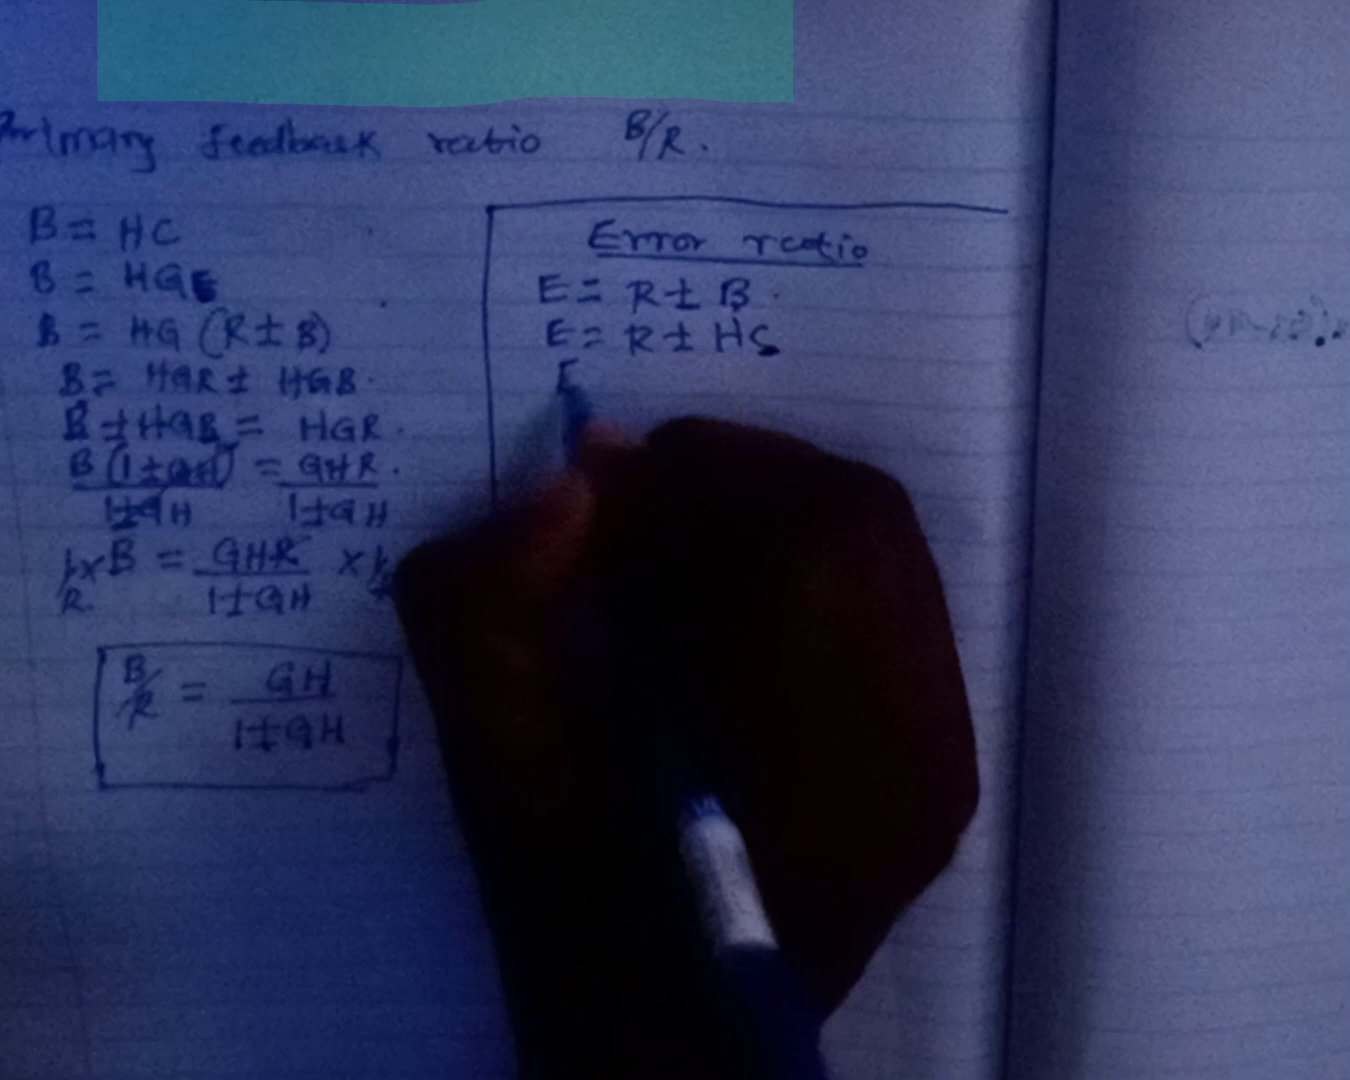 Primary feedback ratio B/R.
B = HC
B = HGE
B = HG (R ± B)
B = HGR ± HGB.
B ∓ HGB = HGR.
B (1 ± GH) = GHR.
1∓GH 1∓GH
1/R × B = GHR ×
1∓GH
B/R = GH
1∓GH
Error ratio
E = R ± B.
E = R ± HC
E